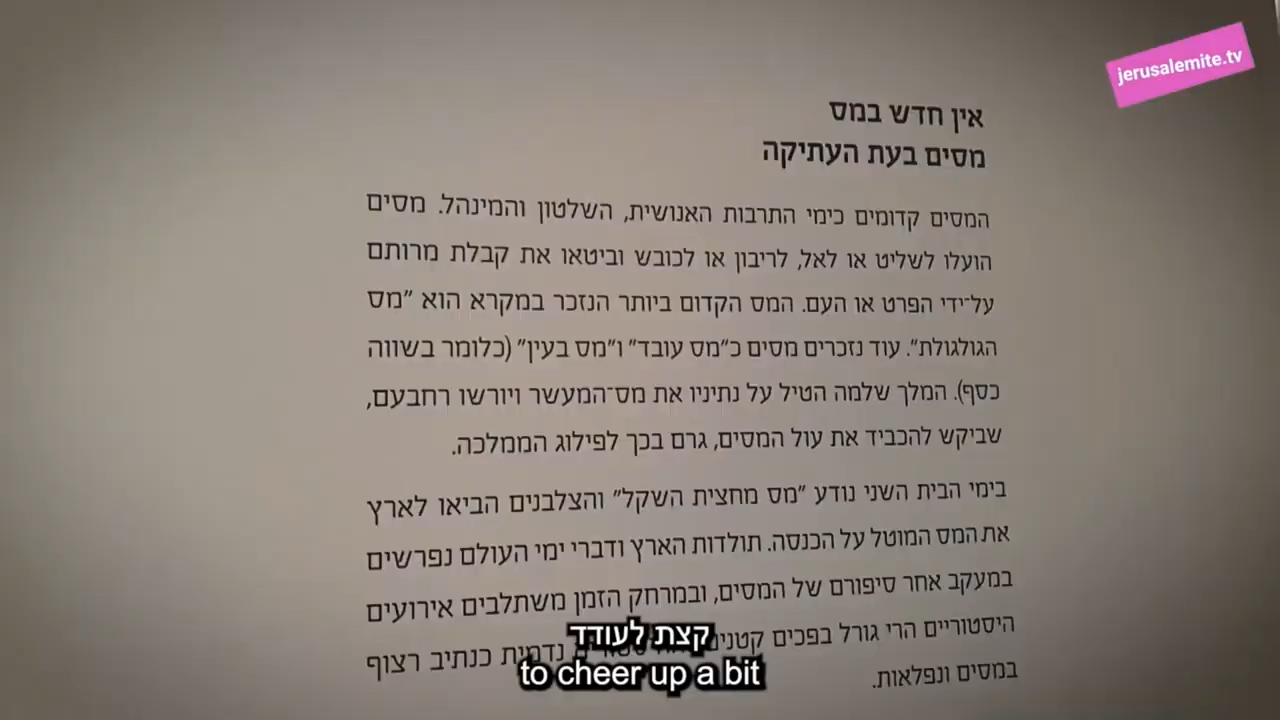 jerusalemite.tv
אין חדש במס
מסים בעת העתיקה
המסים קדומים כימי התרבות האנושית, השלטון והמינהל. מסים
הועלו לשליט או לאל, לריבון או לכובש וביטאו את קבלת מרותם
על־ידי הפרט או העם. המס הקדום ביותר הנזכר במקרא הוא "מס
הגולגולת". עוד נזכרים מסים כ"מס עובד" ו"מס בעין" (כלומר בשווה
כסף). המלך שלמה הטיל על נתיניו את מס־המעשר ויורשו רחבעם,
שביקש להכביד את עול המסים, גרם בכך לפילוג הממלכה.
בימי הבית השני נודע "מס מחצית השקל" והצלבנים הביאו לארץ
את המס המוטל על הכנסה. תולדות הארץ ודברי ימי העולם נפרשים
במעקב אחר סיפורם של המסים, ובמרחק הזמן משתלבים אירועים
היסטוריים הרי גורל בפכים קטנים נדמית כנתיב רצוף
במסים ונפלאות.
קצת לעודד
to cheer up a bit